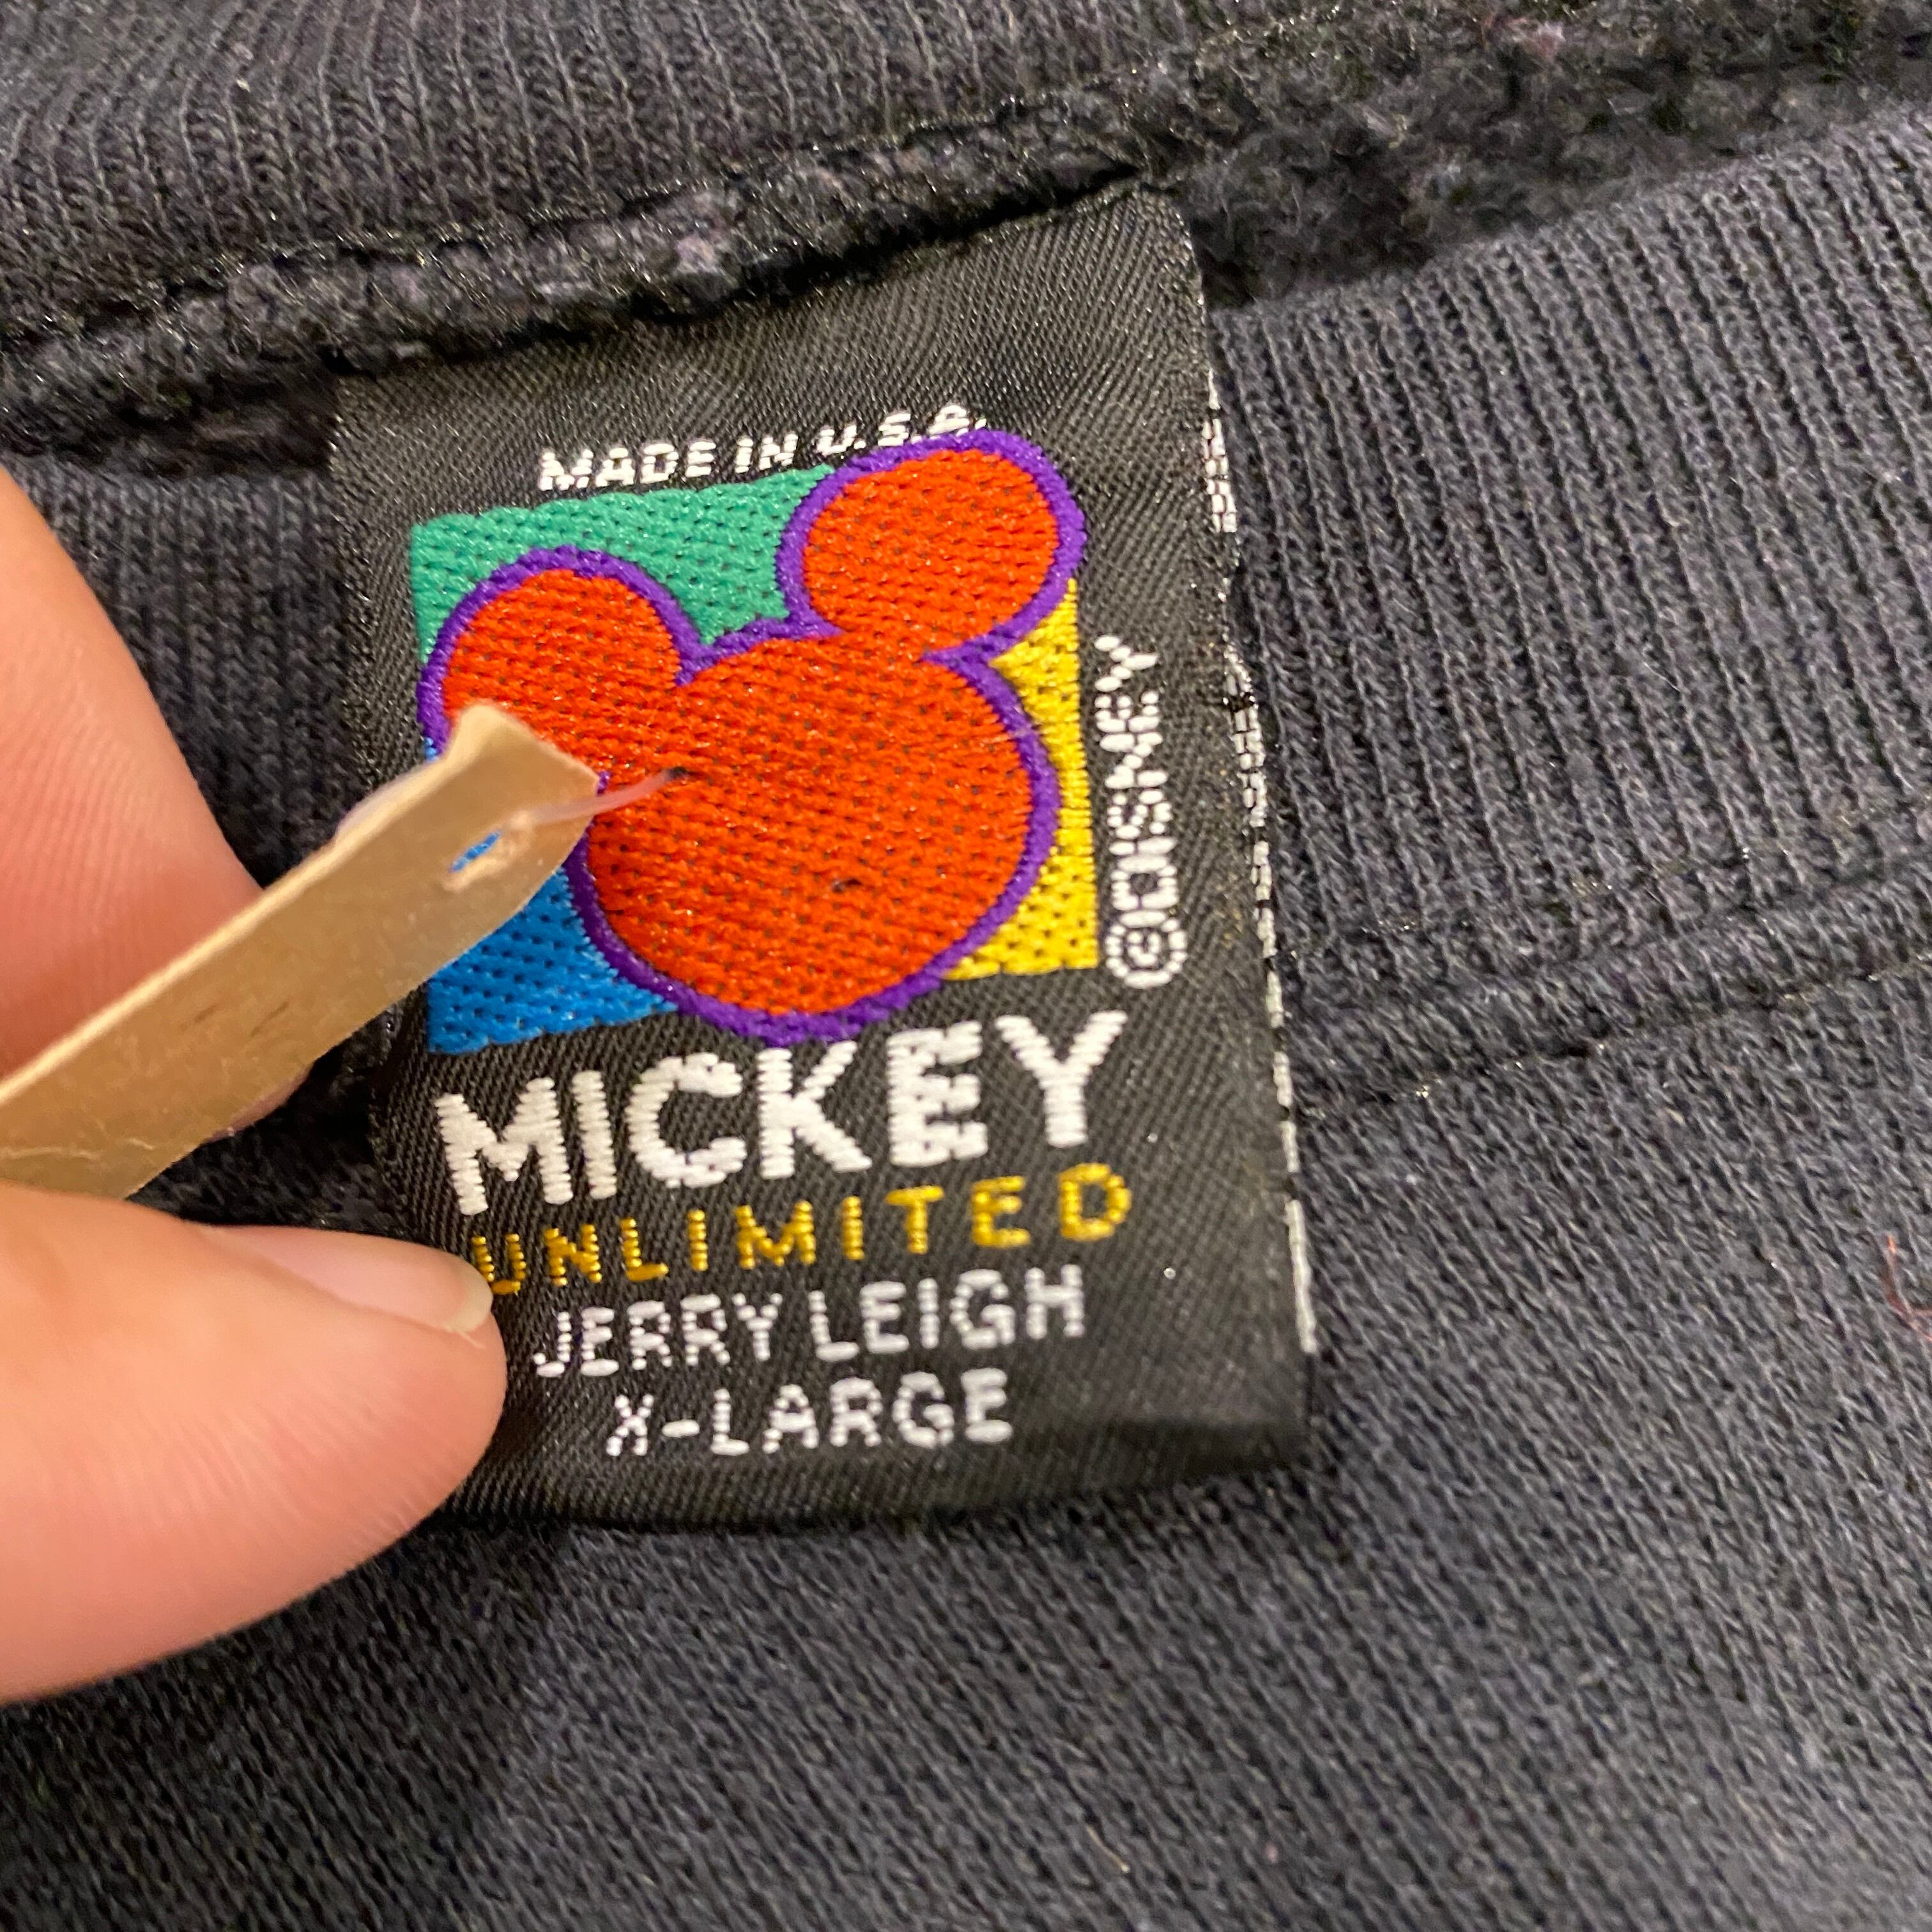 MADE IN U.S.A.
©DISNEY
MICKEY
UNLIMITED
JERRY LEIGH
X-LARGE